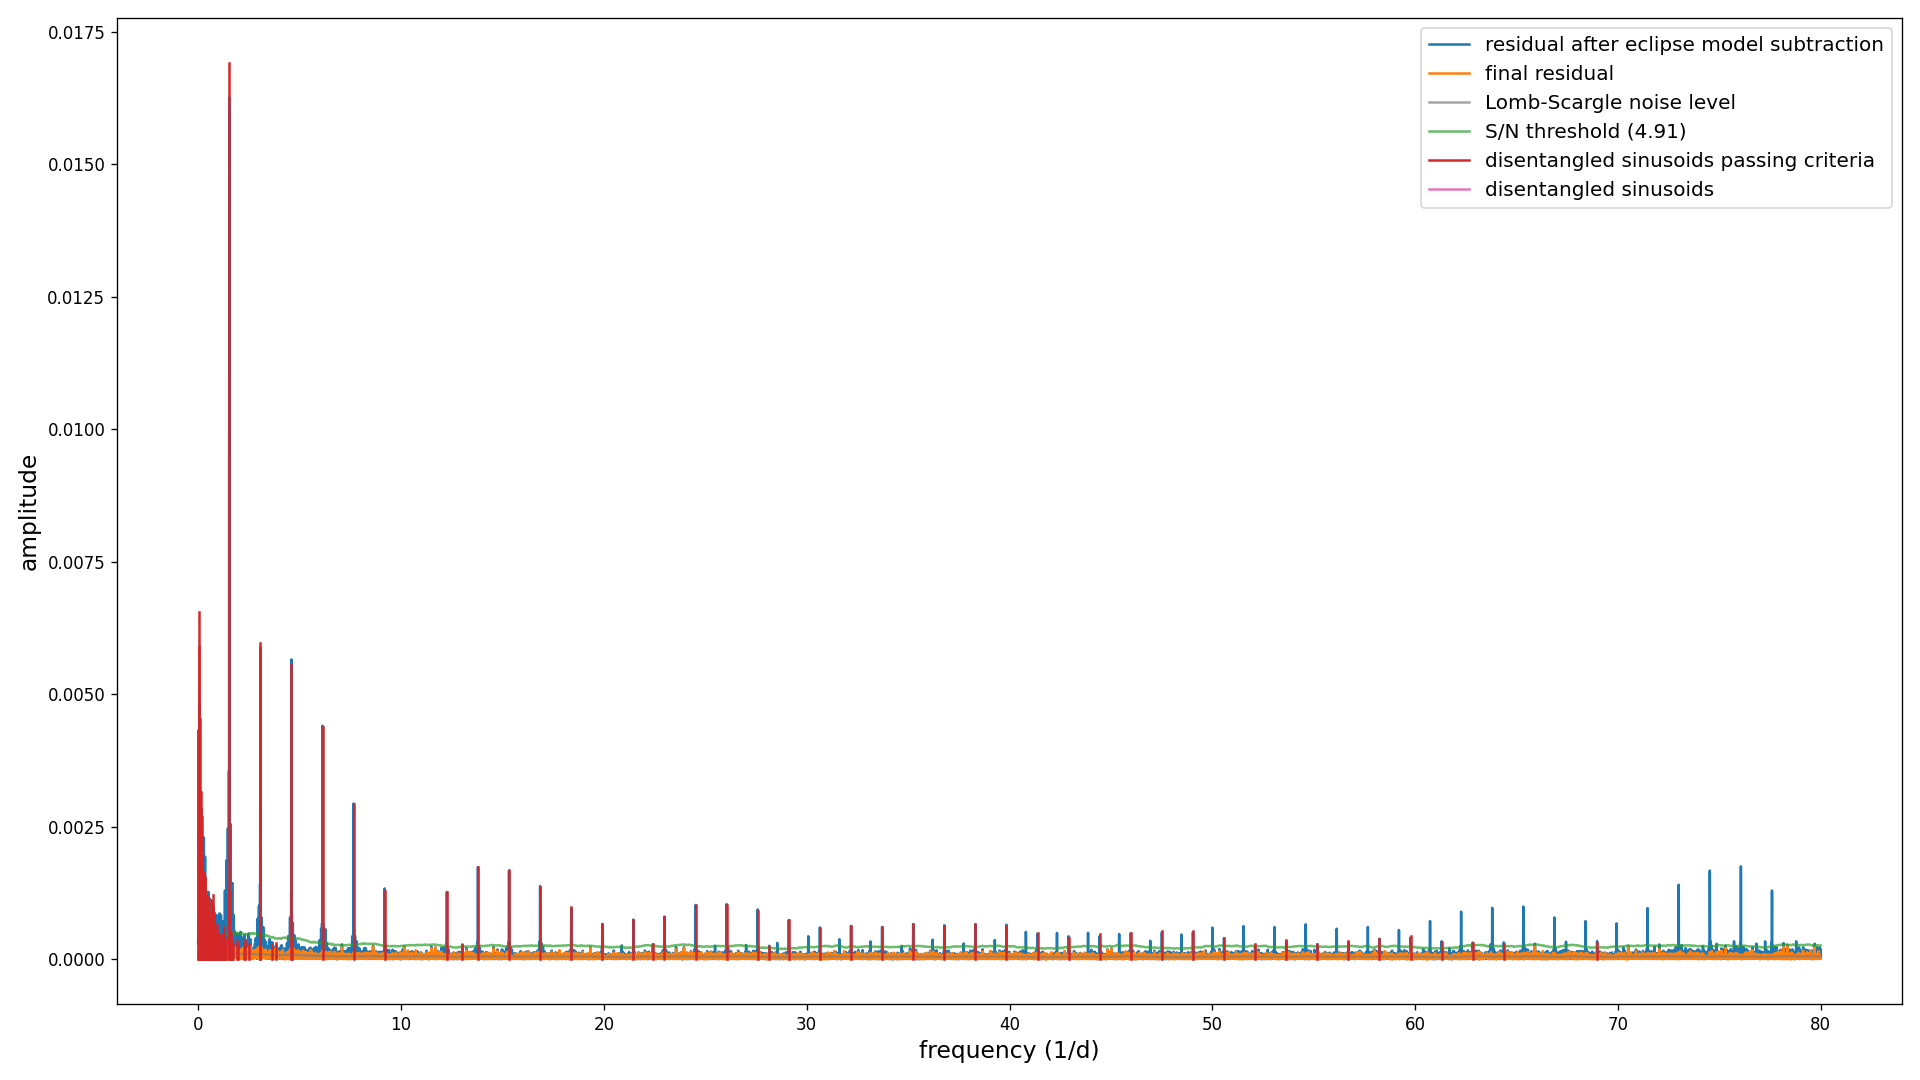 0.0175
0.0150
0.0125
0.0100
0.0075
0.0050
0.0025
0.0000
amplitude
0 10 20 30 40 50 60 70 80
frequency (1/d)
residual after eclipse model subtraction
final residual
Lomb-Scargle noise level
S/N threshold (4.91)
disentangled sinusoids passing criteria
disentangled sinusoids